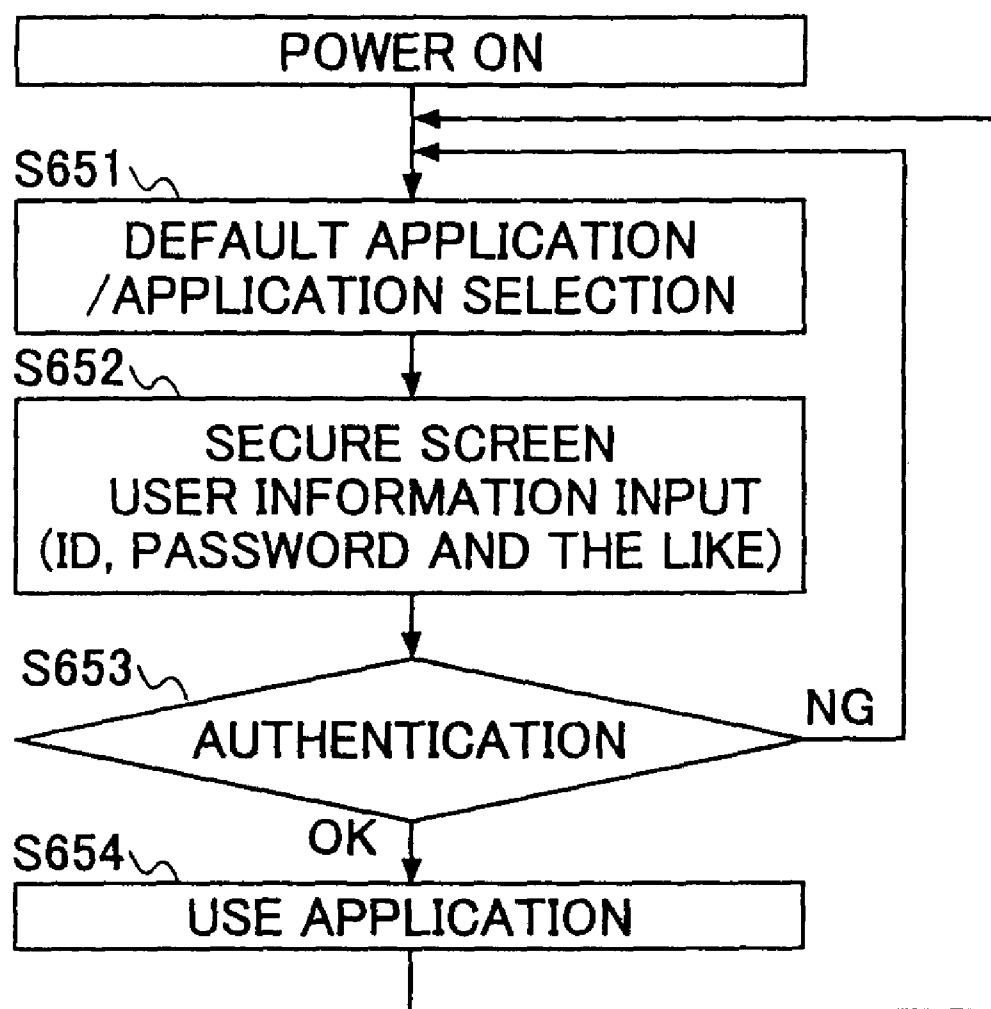 POWER ON
S651
DEFAULT APPLICATION
/APPLICATION SELECTION
S652
SECURE SCREEN
USER INFORMATION INPUT
(ID, PASSWORD AND THE LIKE)
S653
AUTHENTICATION
NG
OK
S654
USE APPLICATION